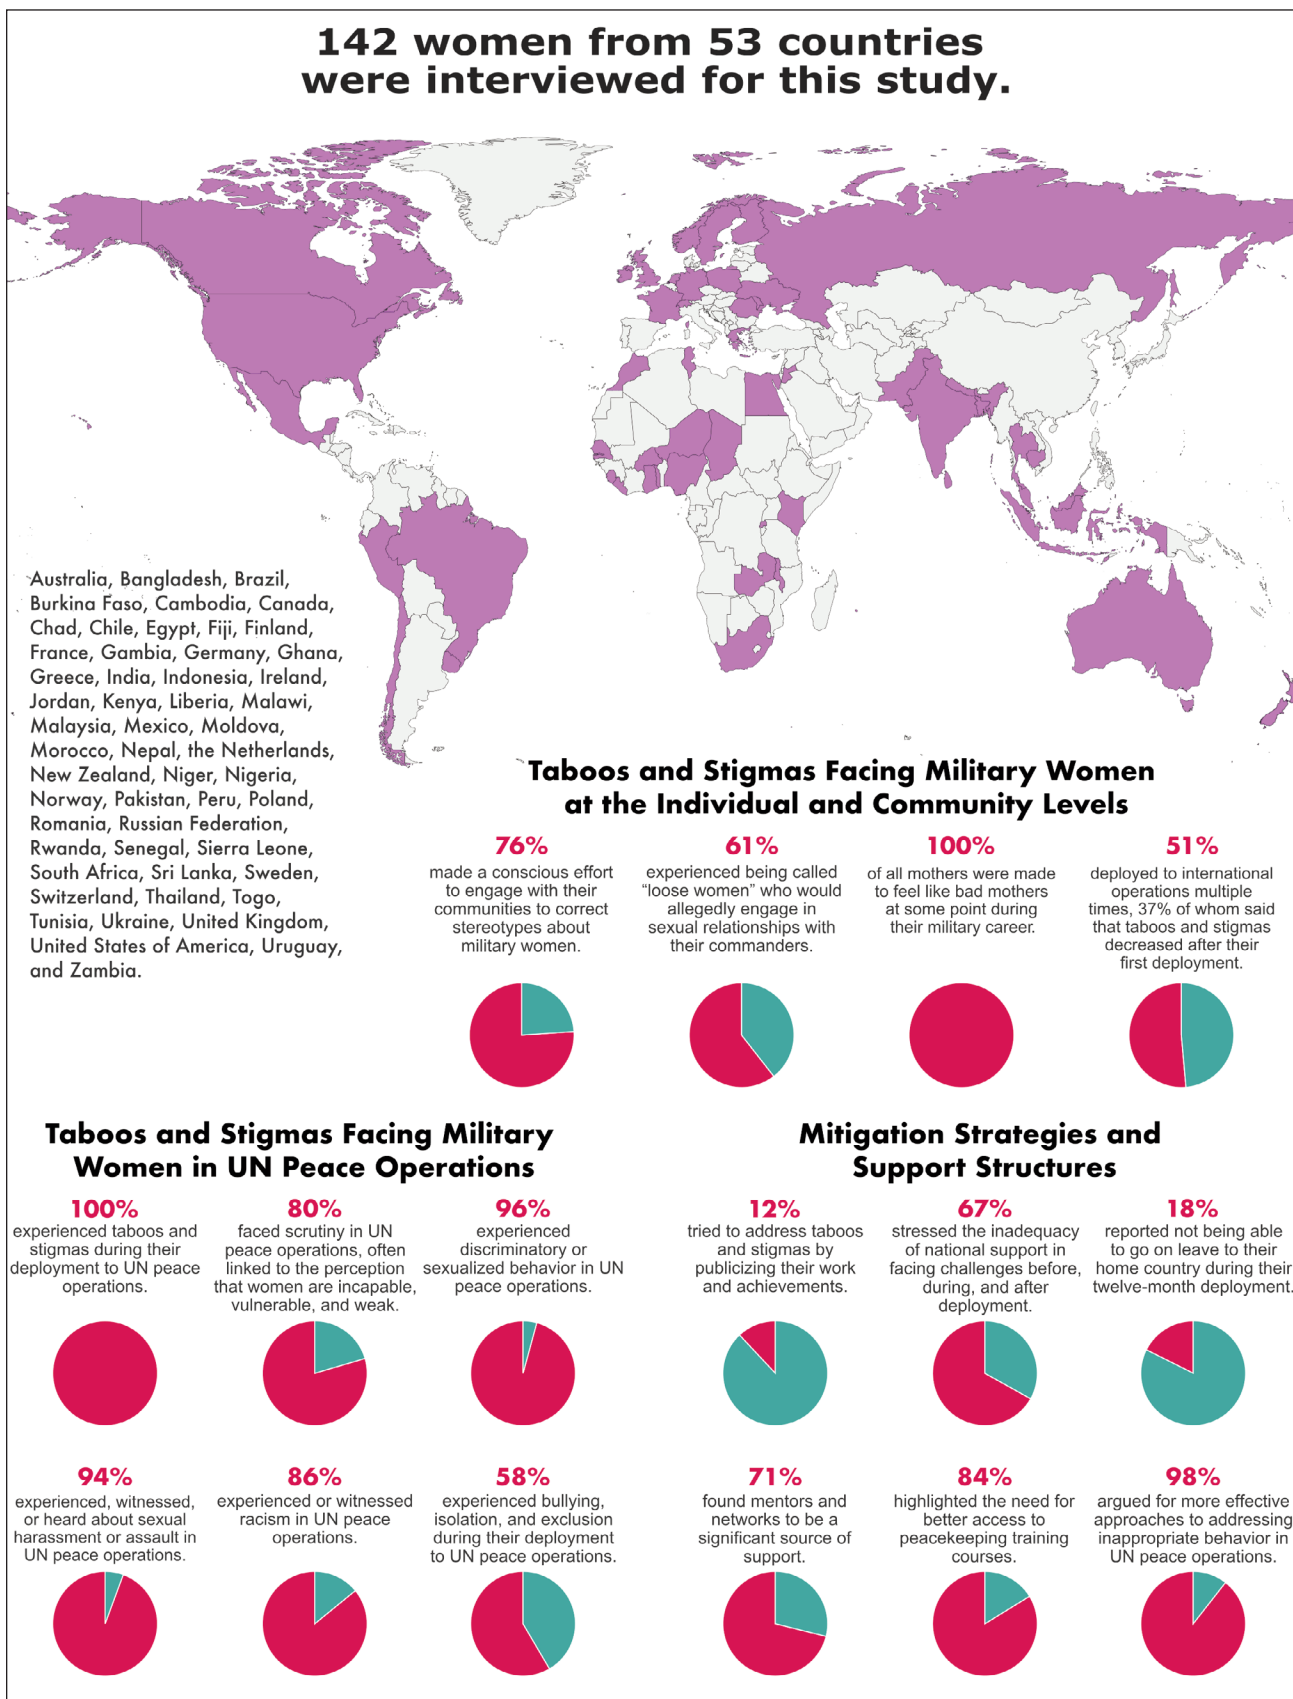 142 women from 53 countries
were interviewed for this study.
Australia, Bangladesh, Brazil,
Burkina Faso, Cambodia, Canada,
Chad, Chile, Egypt, Fiji, Finland,
France, Gambia, Germany, Ghana,
Greece, India, Indonesia, Ireland,
Jordan, Kenya, Liberia, Malawi,
Malaysia, Mexico, Moldova,
Morocco, Nepal, the Netherlands,
New Zealand, Niger, Nigeria,
Norway, Pakistan, Peru, Poland,
Romania, Russian Federation,
Rwanda, Senegal, Sierra Leone,
South Africa, Sri Lanka, Sweden,
Switzerland, Thailand, Togo,
Tunisia, Ukraine, United Kingdom,
United States of America, Uruguay,
and Zambia.
Taboos and Stigmas Facing Military Women
at the Individual and Community Levels
76%
made a conscious effort
to engage with their
communities to correct
stereotypes about
military women.
61%
experienced being called
“loose women” who would
allegedly engage in
sexual relationships with
their commanders.
100%
of all mothers were made
to feel like bad mothers
at some point during
their military career.
51%
deployed to international
operations multiple
times, 37% of whom said
that taboos and stigmas
decreased after their
first deployment.
Taboos and Stigmas Facing Military
Women in UN Peace Operations
100%
experienced taboos and
stigmas during their
deployment to UN peace
operations.
80%
faced scrutiny in UN
peace operations, often
linked to the perception
that women are incapable,
vulnerable, and weak.
96%
experienced
discriminatory or
sexualized behavior in UN
peace operations.
94%
experienced, witnessed,
or heard about sexual
harassment or assault in
UN peace operations.
86%
experienced or witnessed
racism in UN peace
operations.
58%
experienced bullying,
isolation, and exclusion
during their deployment
to UN peace operations.
Mitigation Strategies and
Support Structures
12%
tried to address taboos
and stigmas by
publicizing their work
and achievements.
67%
stressed the inadequacy
of national support in
facing challenges before,
during, and after
deployment.
18%
reported not being able
to go on leave to their
home country during their
twelve-month deployment.
71%
found mentors and
networks to be a
significant source of
support.
84%
highlighted the need for
better access to
peacekeeping training
courses.
98%
argued for more effective
approaches to addressing
inappropriate behavior in
UN peace operations.